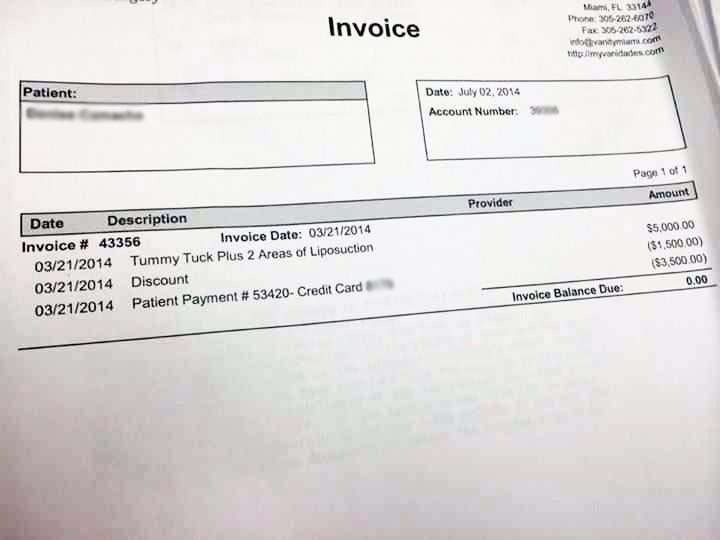 Miami, FL 33144
Phone: 305-262-6070
Fax: 305-262-5322
info@vanitymiami.com
http://myvanidades.com
Invoice
Patient:
Date: July 02, 2014
Account Number:
Page 1 of 1
Date Description Provider Amount
Invoice # 43356 Invoice Date: 03/21/2014
03/21/2014 Tummy Tuck Plus 2 Areas of Liposuction $5,000.00
03/21/2014 Discount ($1,500.00)
03/21/2014 Patient Payment # 53420- Credit Card ($3,500.00)
Invoice Balance Due: 0.00